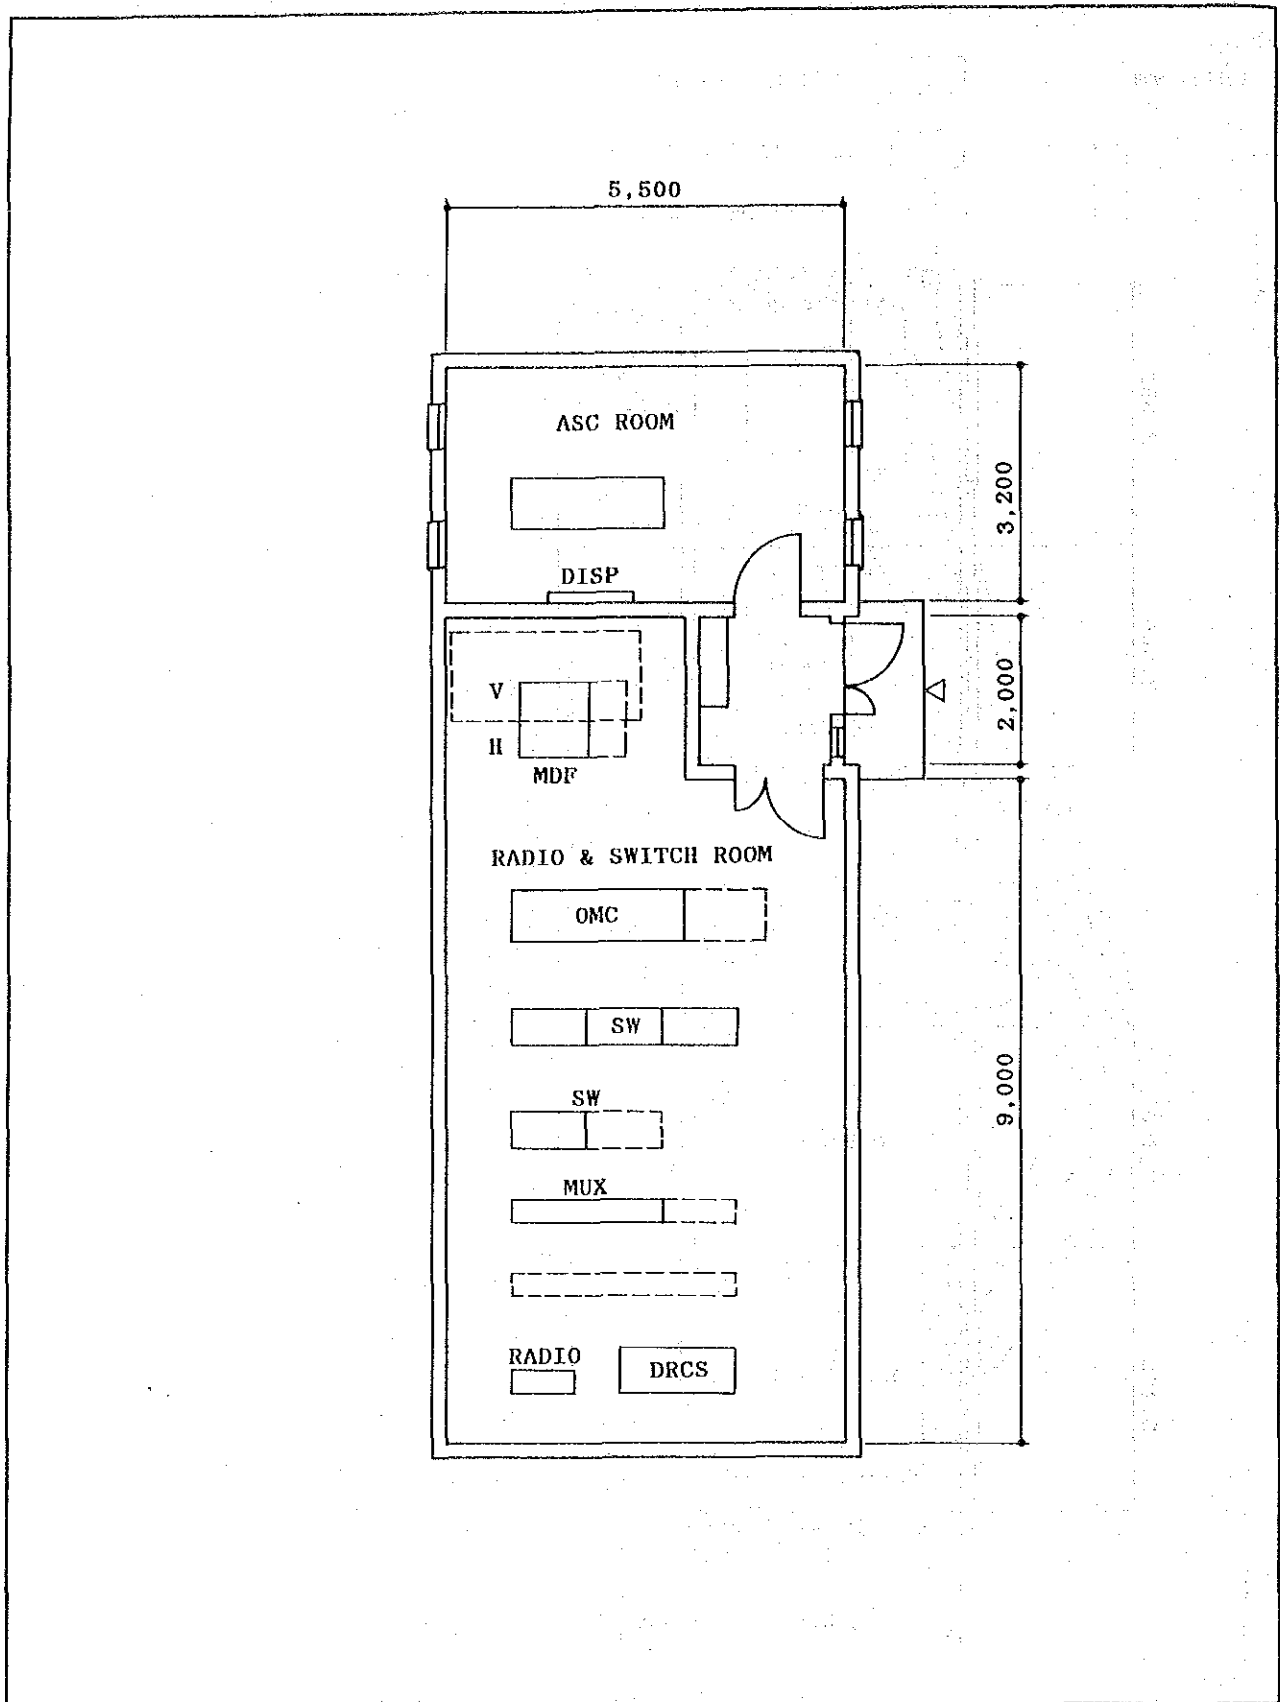 5,500
ASC ROOM
3,200
DISP
2,000
V
H
MDF
RADIO & SWITCH ROOM
OMC
SW
9,000
SW
MUX
RADIO
DRCS